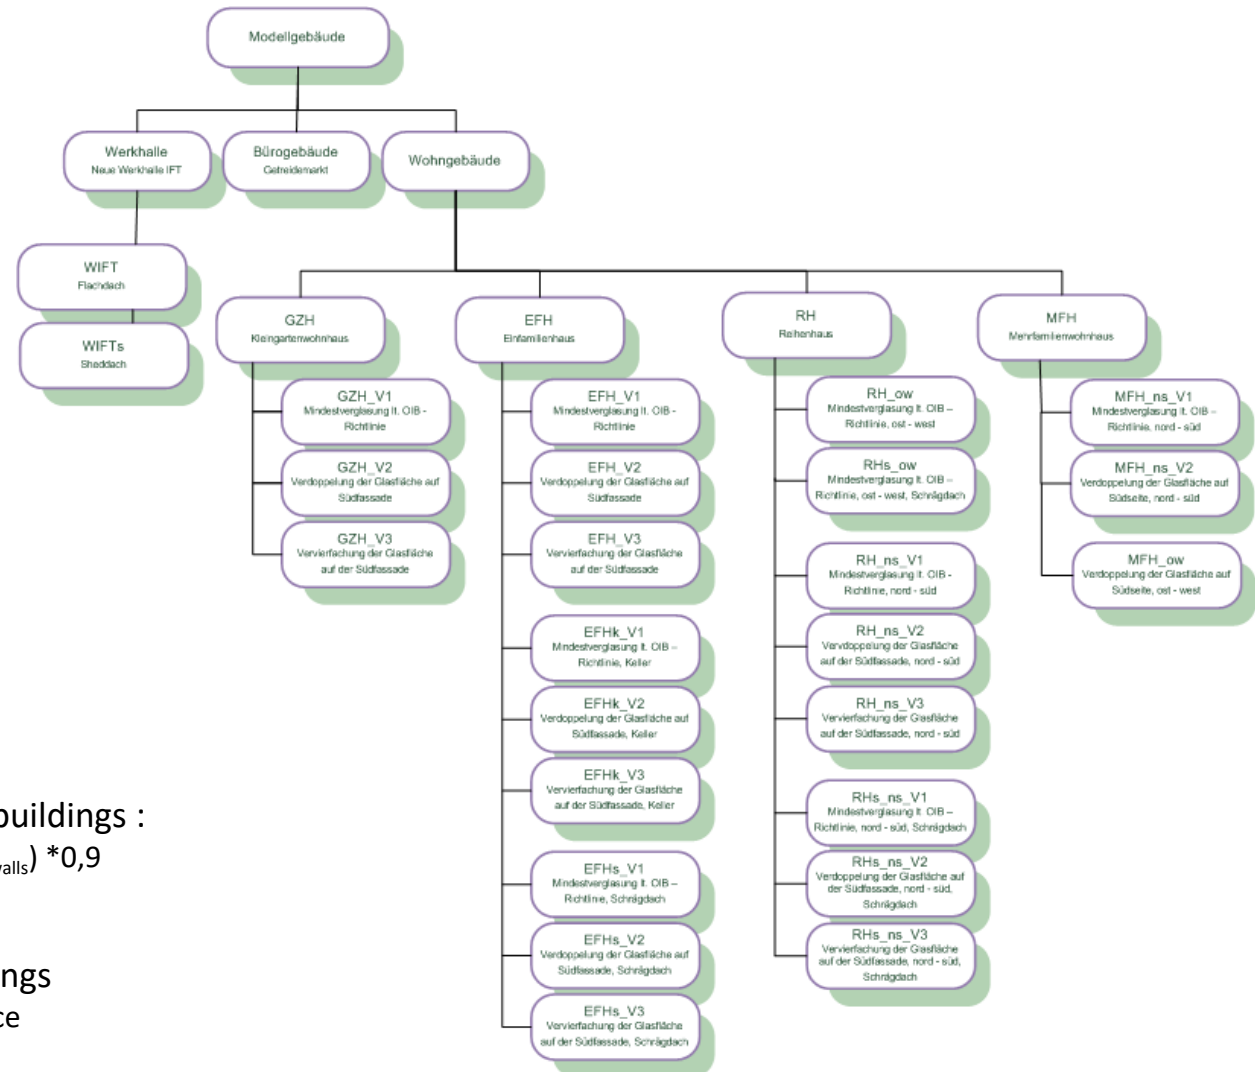 Modellgebäude
Werkhalle
Neue Werkhalle IFT
Bürogebäude
Getreidemarkt
Wohngebäude
WIFT
Flachdach
WIFTs
Sheddach
GZH
Kleingartenwohnhaus
GZH_V1
Mindestverglasung lt. OIB -
Richtlinie
GZH_V2
Verdoppelung der Glasfläche auf
Südfassade
GZH_V3
Vervierfachung der Glasfläche
auf der Südfassade
EFH
Einfamilienhaus
EFH_V1
Mindestverglasung lt. OIB -
Richtlinie
EFH_V2
Verdoppelung der Glasfläche auf
Südfassade
EFH_V3
Vervierfachung der Glasfläche
auf der Südfassade
EFHk_V1
Mindestverglasung lt. OIB –
Richtlinie, Keller
EFHk_V2
Verdoppelung der Glasfläche auf
Südfassade, Keller
EFHk_V3
Vervierfachung der Glasfläche
auf der Südfassade, Keller
EFHs_V1
Mindestverglasung lt. OIB –
Richtlinie, Schrägdach
EFHs_V2
Verdoppelung der Glasfläche auf
Südfassade, Schrägdach
EFHs_V3
Vervierfachung der Glasfläche
auf der Südfassade, Schrägdach
RH
Reihenhaus
RH_ow
Mindestverglasung lt. OIB –
Richtlinie, ost - west
RHs_ow
Mindestverglasung lt. OIB –
Richtlinie, ost - west, Schrägdach
RH_ns_V1
Mindestverglasung lt. OIB -
Richtlinie, nord - süd
RH_ns_V2
Vervdoppelung der Glasfläche
auf der Südfassade, nord - süd
RH_ns_V3
Vervierfachung der Glasfläche
auf der Südfassade, nord - süd
RHs_ns_V1
Mindestverglasung lt. OIB –
Richtlinie, nord - süd, Schrägdach
RHs_ns_V2
Verdoppelung der Glasfläche auf
der Südfassade, nord - süd,
Schrägdach
RHs_ns_V3
Vervierfachung der Glasfläche
auf der Südfassade, nord - süd,
Schrägdach
MFH
Mehrfamilienwohnhaus
MFH_ns_V1
Mindestverglasung lt. OIB –
Richtlinie, nord - süd
MFH_ns_V2
Verdoppelung der Glasfläche auf
Südseite, nord - süd
MFH_ow
Verdoppelung der Glasfläche auf
Südseite, ost - west
buildings :
valls) *0,9
ngs
ce